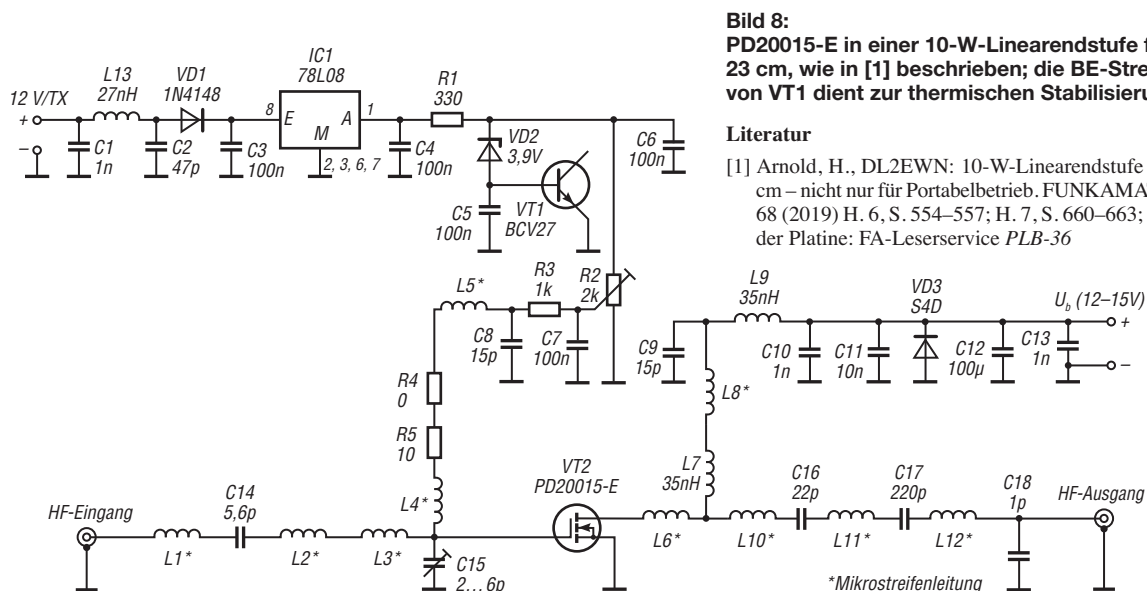 Bild 8:
PD20015-E in einer 10-W-Linearendstufe
23 cm, wie in [1] beschrieben; die
von VT1 dient zur thermischen
Literatur
[1] Arnold, H., DL2EWN: 10-W-Linearendstufe
cm – nicht nur für Portabelbetrieb.
68 (2019) H. 6, S. 554–557; H. 7, S. 660–663;
der Platine: FA-Leserservice PLB-36
12 V/TX
+
–
L13
27nH
VD1
1N4148
IC1
78L08
8
E
A
1
M
2, 3, 6, 7
R1
330
C1
1n
C2
47p
C3
100n
C4
100n
VD2
3,9V
C5
100n
VT1
BCV27
C6
100n
L5*
R3
1k
R2
2k
C8
15p
C7
100n
R4
0
R5
10
L4*
L9
35nH
VD3
S4D
Ub (12–15V)
+
–
C9
15p
C10
1n
C11
10n
C12
100µ
C13
1n
L8*
L7
35nH
HF-Eingang
L1*
C14
5,6p
L2*
L3*
C15
2...6p
VT2
PD20015-E
L6*
L10*
C16
22p
L11*
C17
220p
L12*
C18
1p
HF-Ausgang
*Mikrostreifenleitung